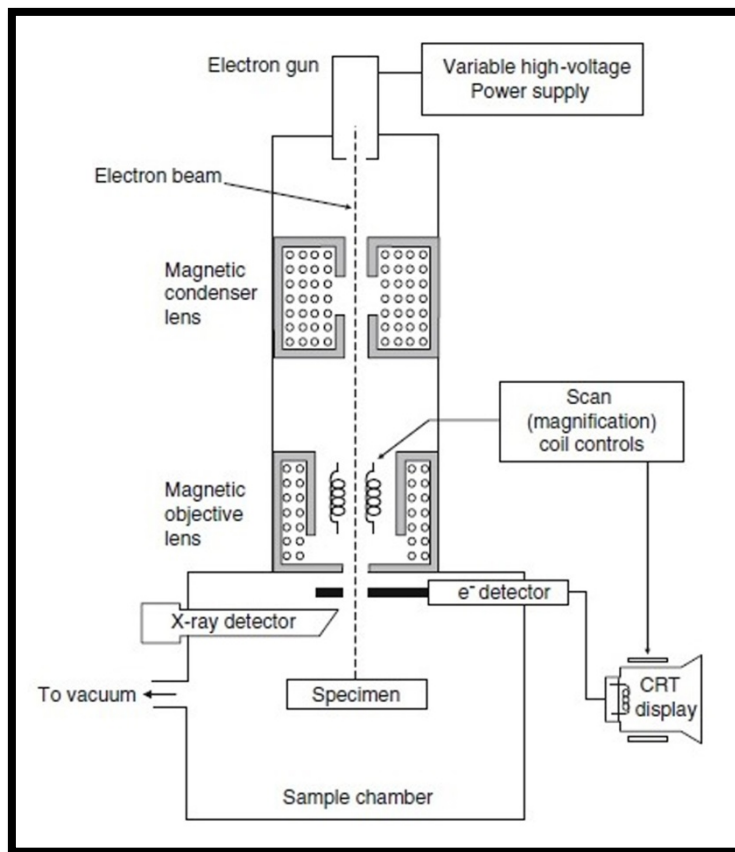 Electron gun
Variable high-voltage
Power supply
Electron beam
Magnetic
condenser
lens
Scan
(magnification)
coil controls
Magnetic
objective
lens
e⁻ detector
X-ray detector
To vacuum
Specimen
CRT
display
Sample chamber